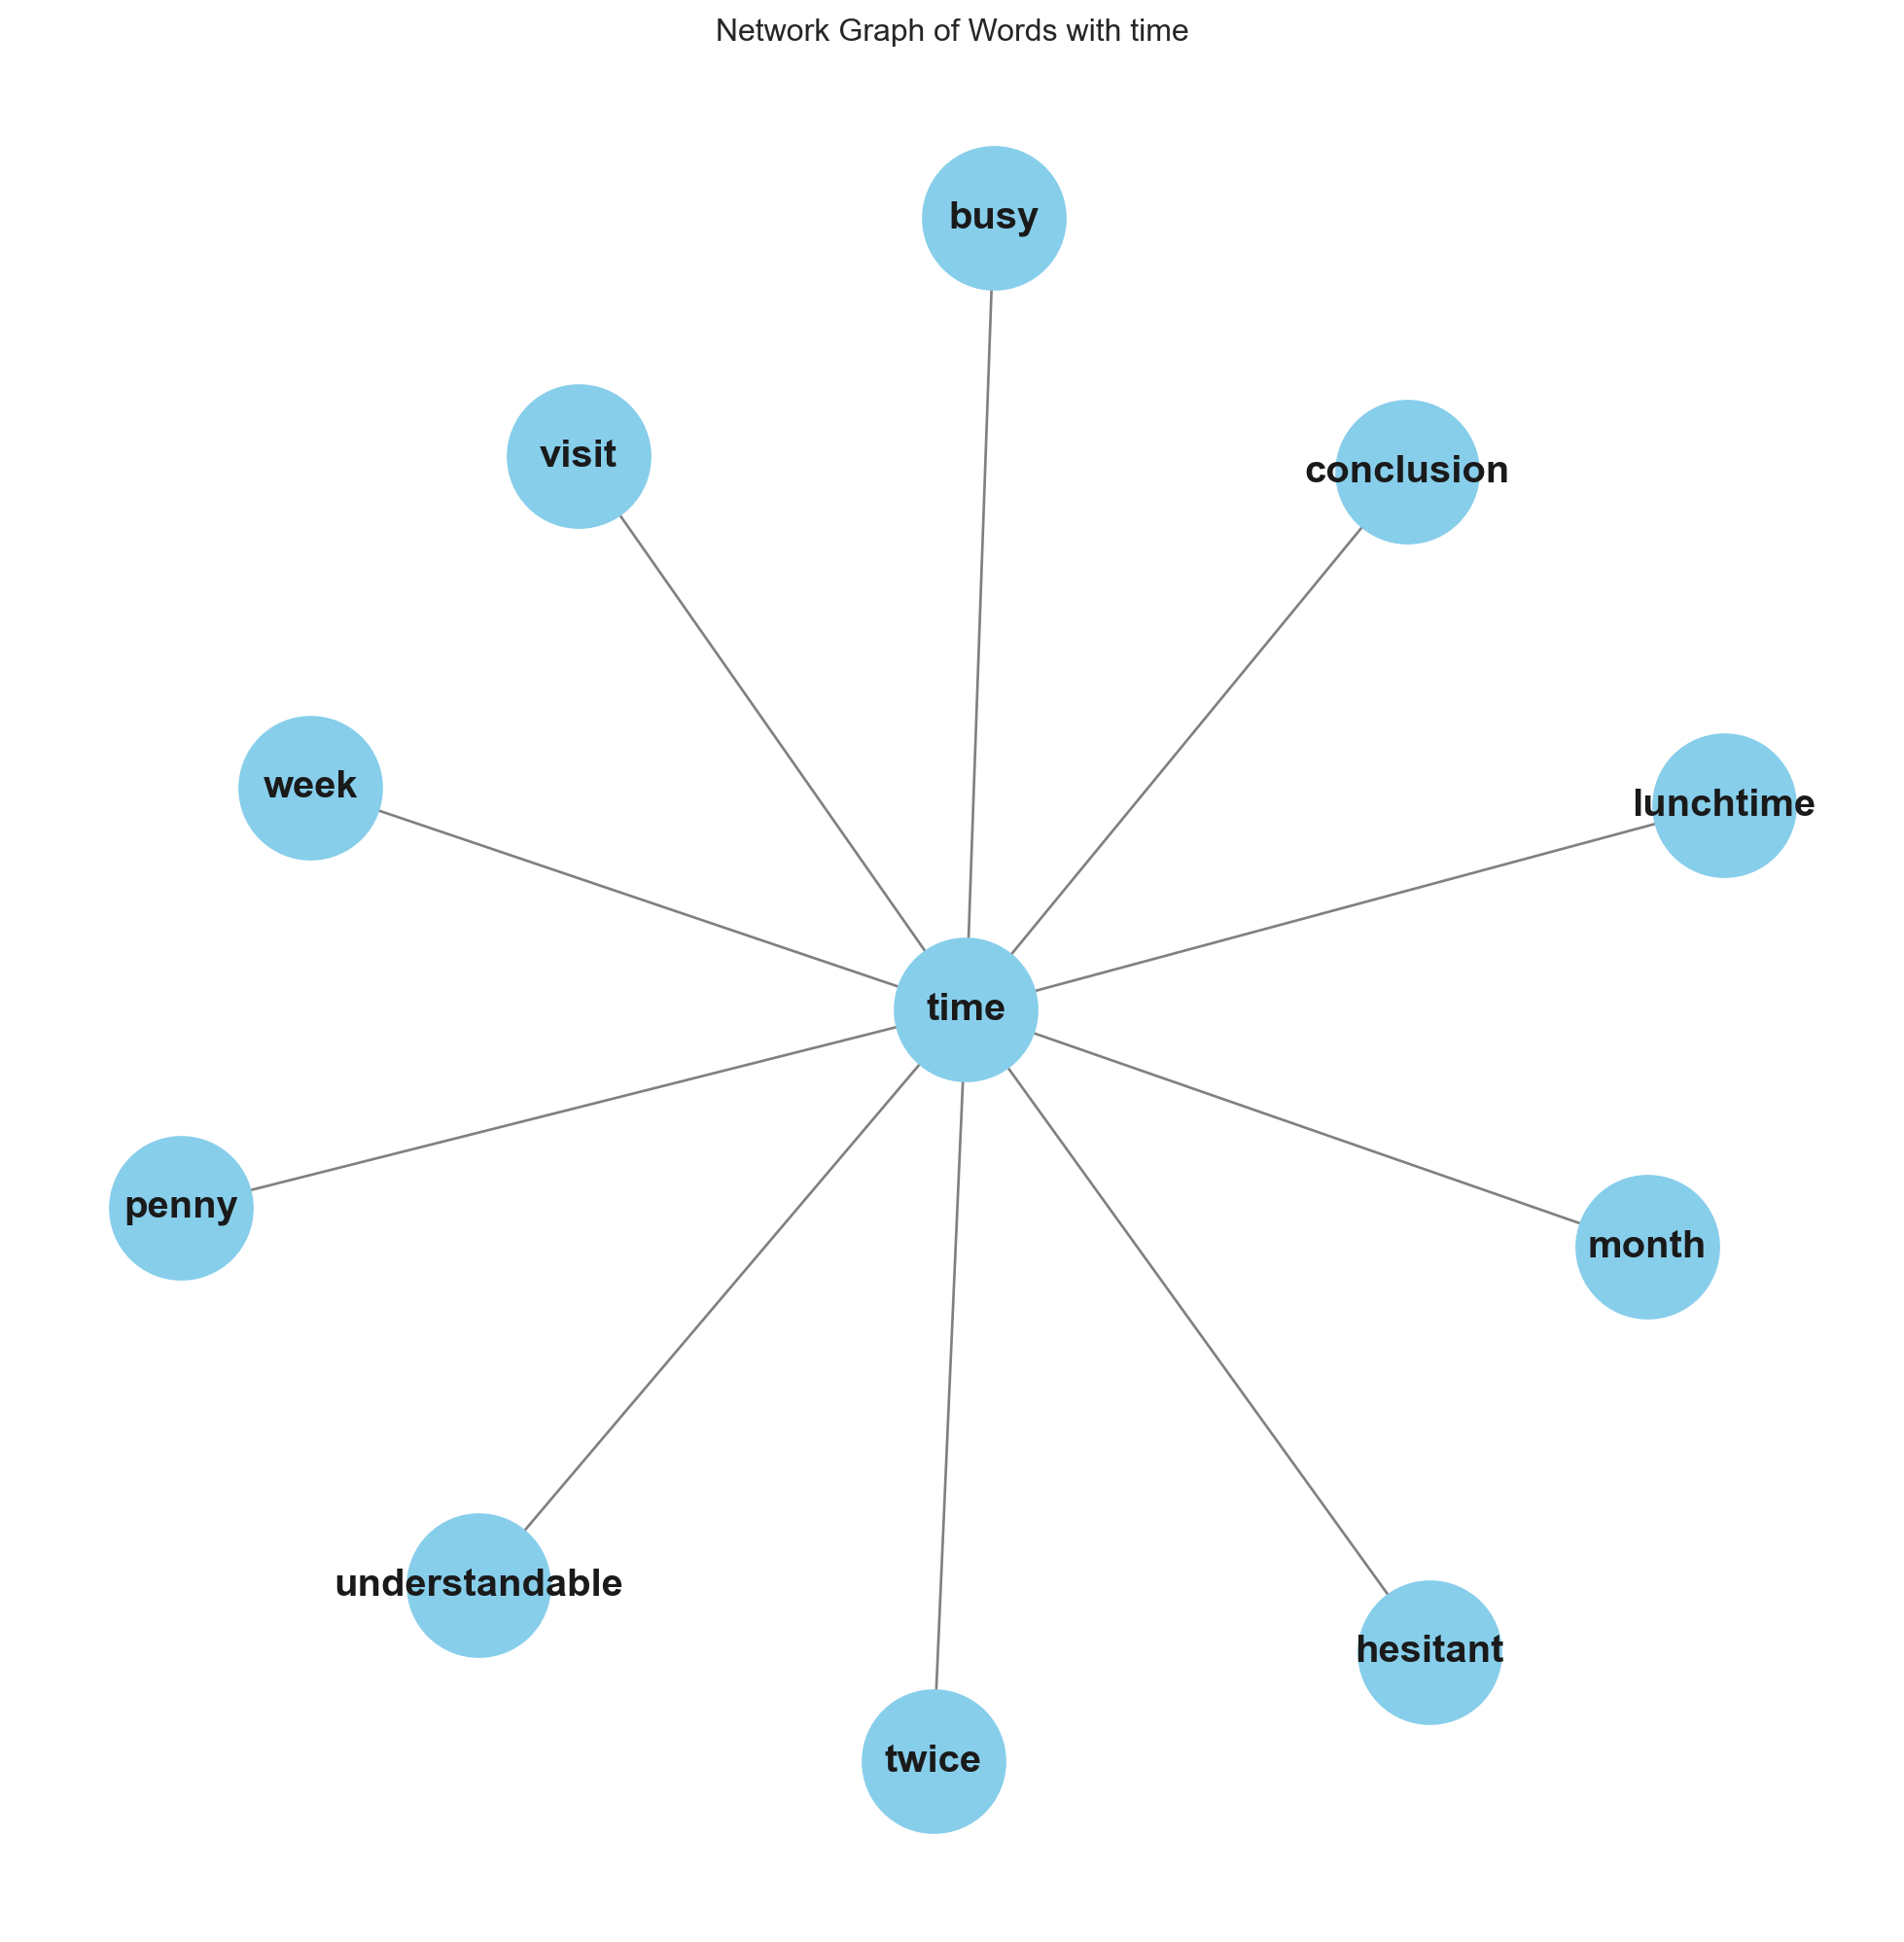 Network Graph of Words with time
busy
visit
conclusion
week
lunchtime
time
penny
month
understandable
hesitant
twice